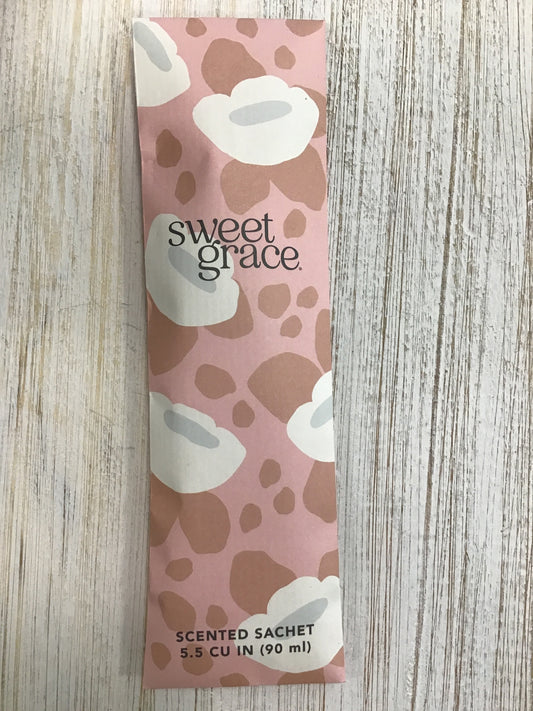 sweet
grace®
SCENTED SACHET
5.5 CU IN (90 ml)